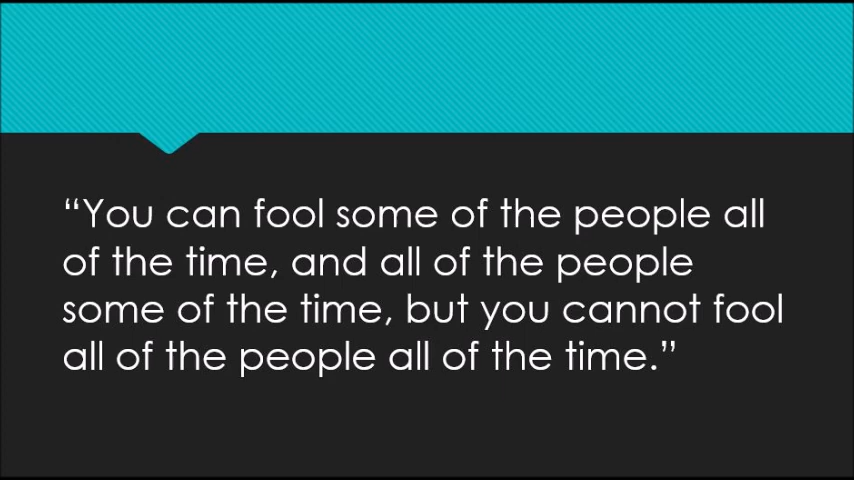 “You can fool some of the people all
of the time, and all of the people
some of the time, but you cannot fool
all of the people all of the time.”